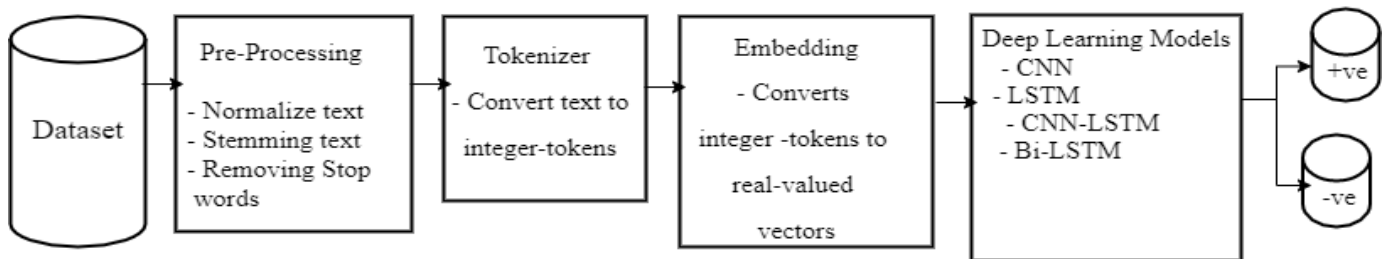 Dataset
Pre-Processing
- Normalize text
- Stemming text
- Removing Stop
words
Tokenizer
- Convert text to
integer-tokens
Embedding
- Converts
integer -tokens to
real-valued
vectors
Deep Learning Models
- CNN
- LSTM
- CNN-LSTM
- Bi-LSTM
+ve
-ve